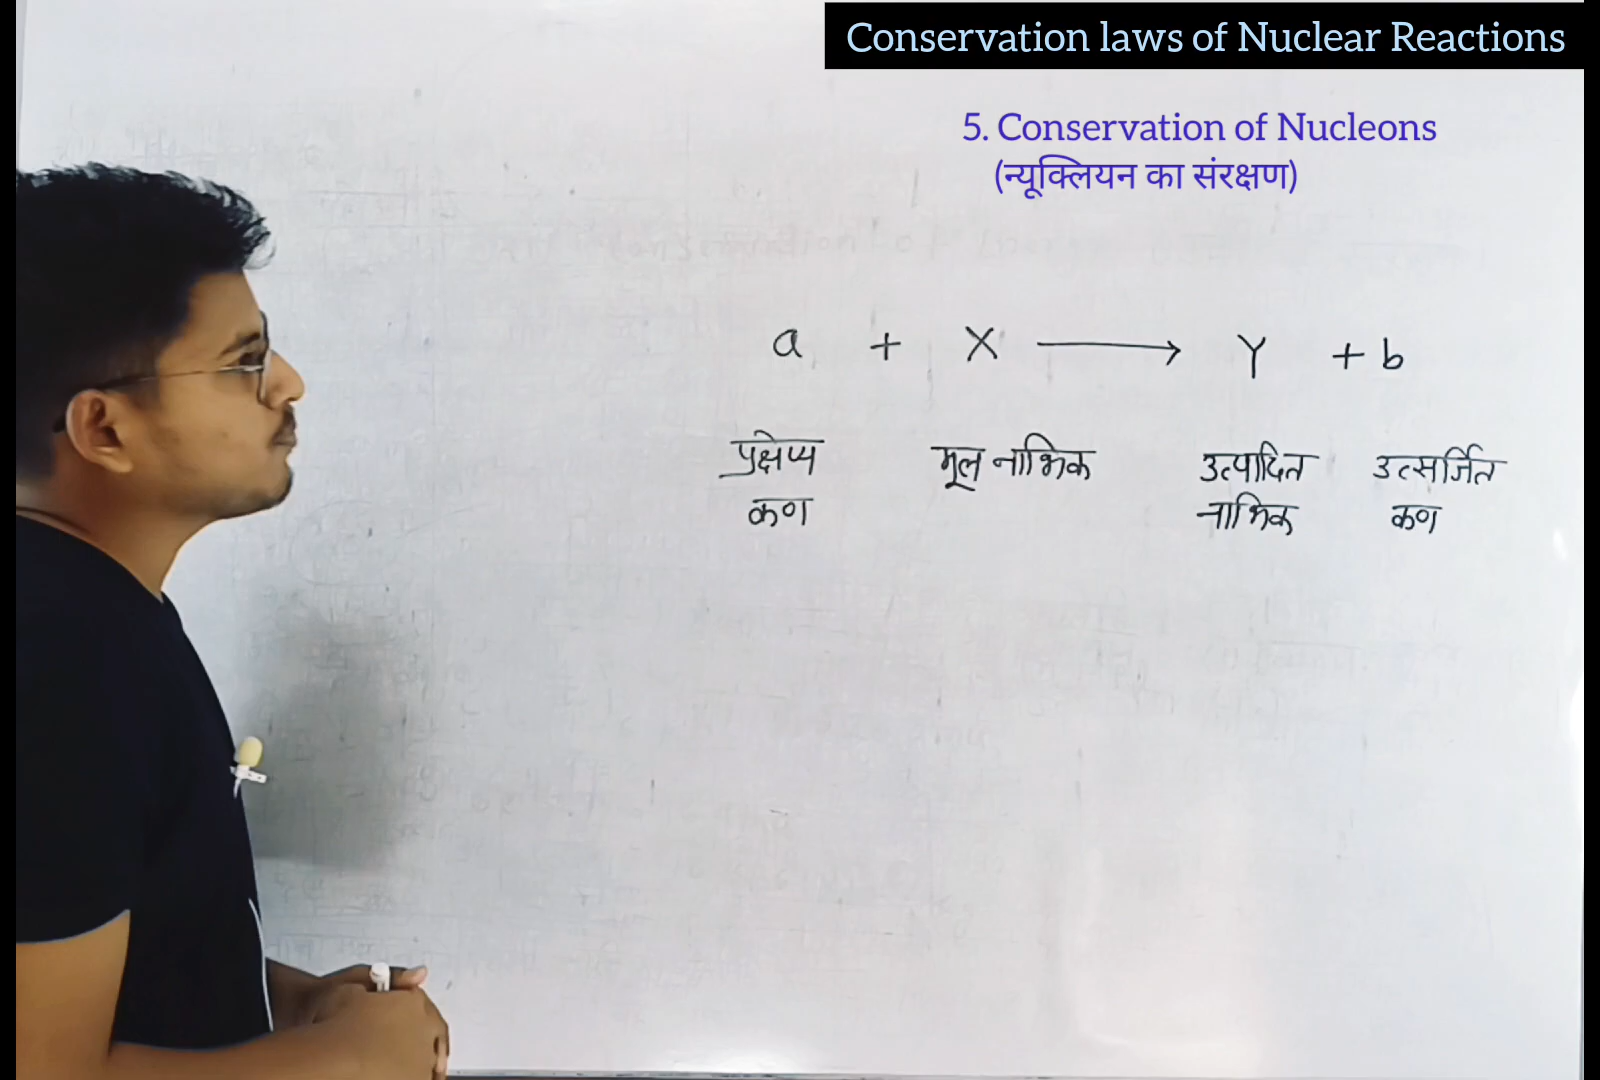 Conservation laws of Nuclear Reactions
5. Conservation of Nucleons
(न्यूक्लियन का संरक्षण)
a + X ⟶ Y + b
प्रक्षेप्य मूल नाभिक उत्पादित उत्सर्जित
कण नाभिक कण